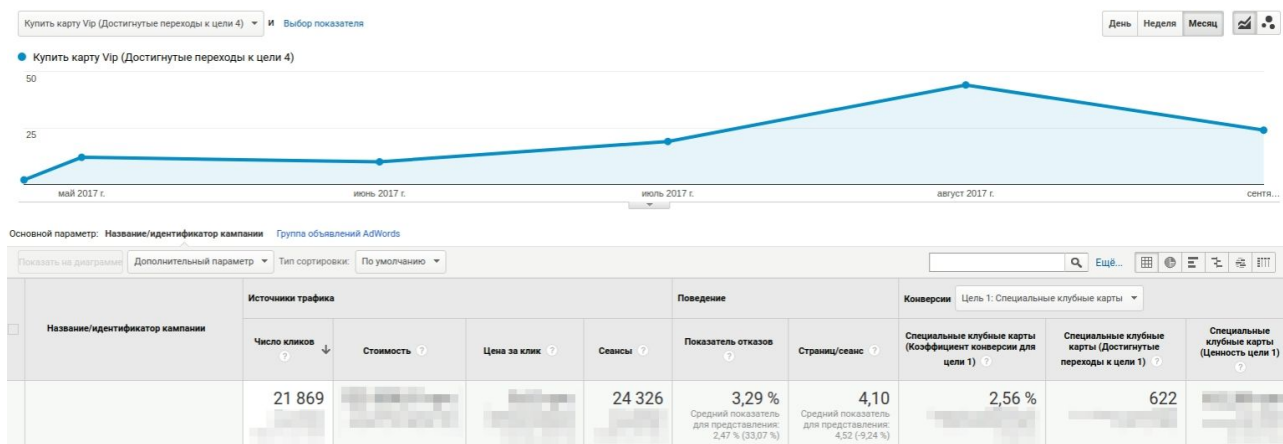 Купить карту Vip (Достигнутые переходы к цели 4) И Выбор показателя
День Неделя Месяц
Купить карту Vip (Достигнутые переходы к цели 4)
50
25
май 2017 г. июнь 2017 г. июль 2017 г. август 2017 г. сентя...
Основной параметр: Название/идентификатор кампании Группа объявлений AdWords
Показать на диаграмме Дополнительный параметр Тип сортировки: По умолчанию Ещё...
Источники трафика Поведение Конверсии Цель 1: Специальные клубные карты
Название/идентификатор кампании
Число кликов ?
Стоимость ?
Цена за клик ?
Сеансы ?
Показатель отказов
?
Страниц/сеанс ?
Специальные клубные карты
(Коэффициент конверсии для
цели 1) ?
Специальные клубные
карты (Достигнутые
переходы к цели 1) ?
Специальные
клубные карты
(Ценность цели 1)
?
21 869
24 326
3,29 %
Средний показатель
для представления:
2,47 % (33,07 %)
4,10
Средний показатель
для представления:
4,52 (-9,24 %)
2,56 %
622